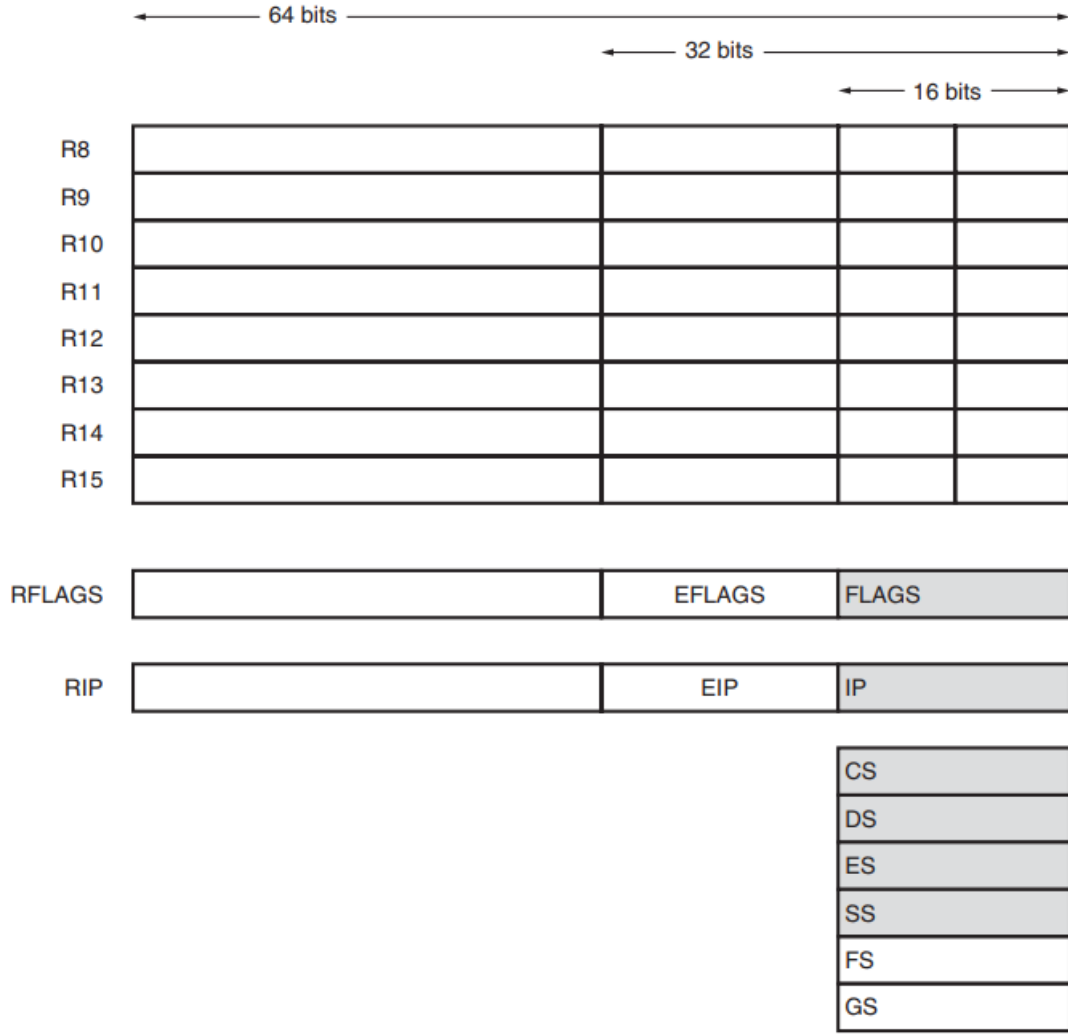 64 bits
32 bits
16 bits
R8
R9
R10
R11
R12
R13
R14
R15
RFLAGS EFLAGS FLAGS
RIP EIP IP
CS
DS
ES
SS
FS
GS